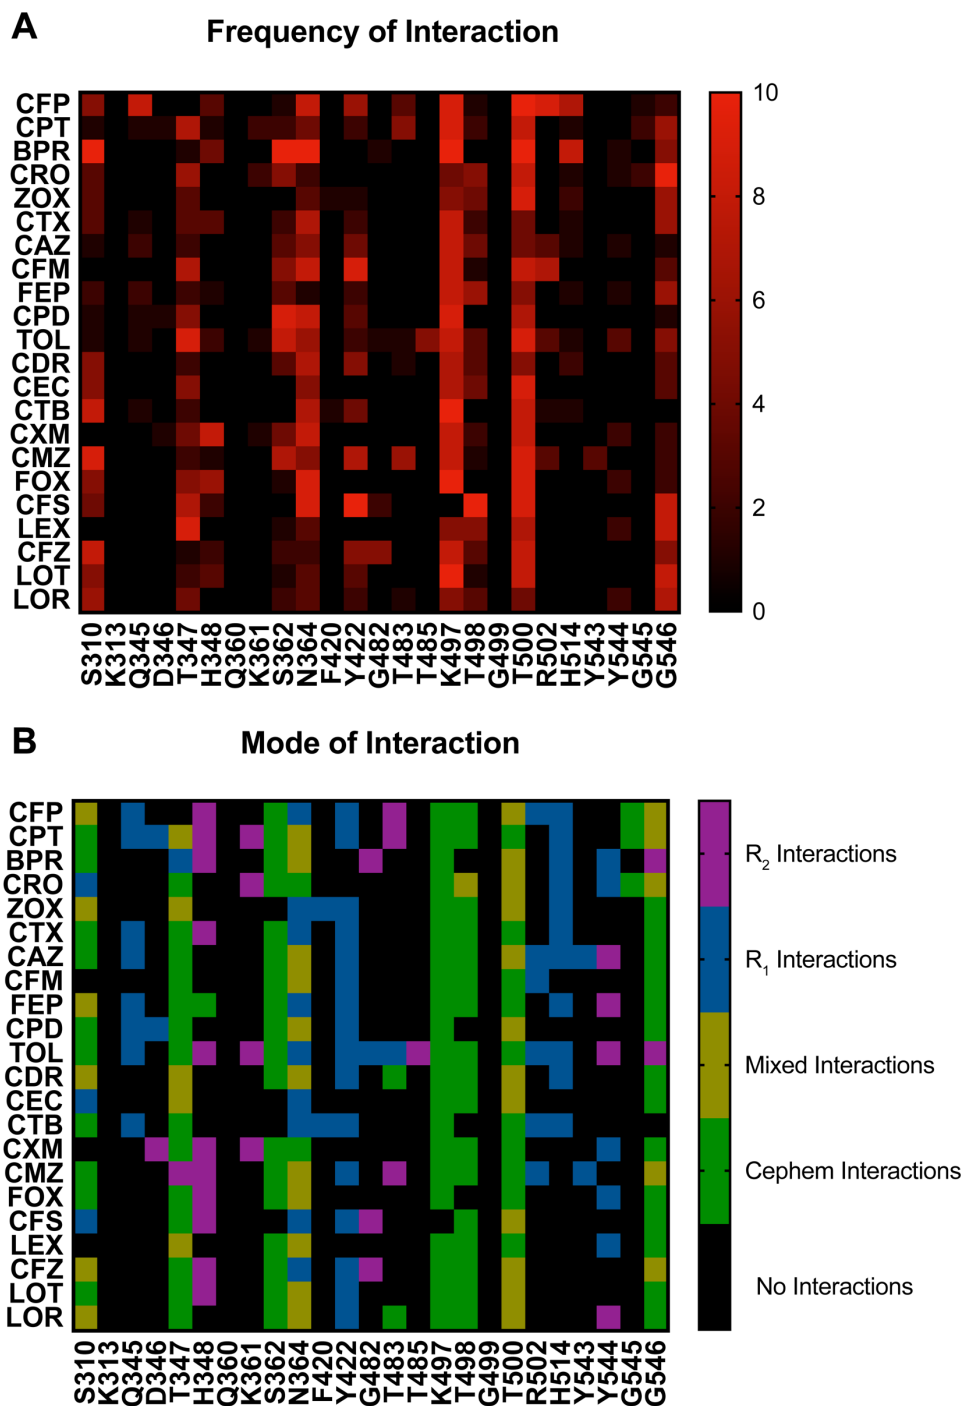 A
Frequency of Interaction
CFP
CPT
BPR
CRO
ZOX
CTX
CAZ
CFM
FEP
CPD
TOL
CDR
CEC
CTB
CXM
CMZ
FOX
CFS
LEX
CFZ
LOT
LOR
10
8
6
4
2
0
S310
K313
Q345
D346
T347
H348
Q360
K361
S362
N364
F420
Y422
G482
T483
T485
K497
T498
G499
T500
R502
H514
Y543
Y544
G545
G546
B
Mode of Interaction
CFP
CPT
BPR
CRO
ZOX
CTX
CAZ
CFM
FEP
CPD
TOL
CDR
CEC
CTB
CXM
CMZ
FOX
CFS
LEX
CFZ
LOT
LOR
R2 Interactions
R1 Interactions
Mixed Interactions
Cephem Interactions
No Interactions
S310
K313
Q345
D346
T347
H348
Q360
K361
S362
N364
F420
Y422
G482
T483
T485
K497
T498
G499
T500
R502
H514
Y543
Y544
G545
G546